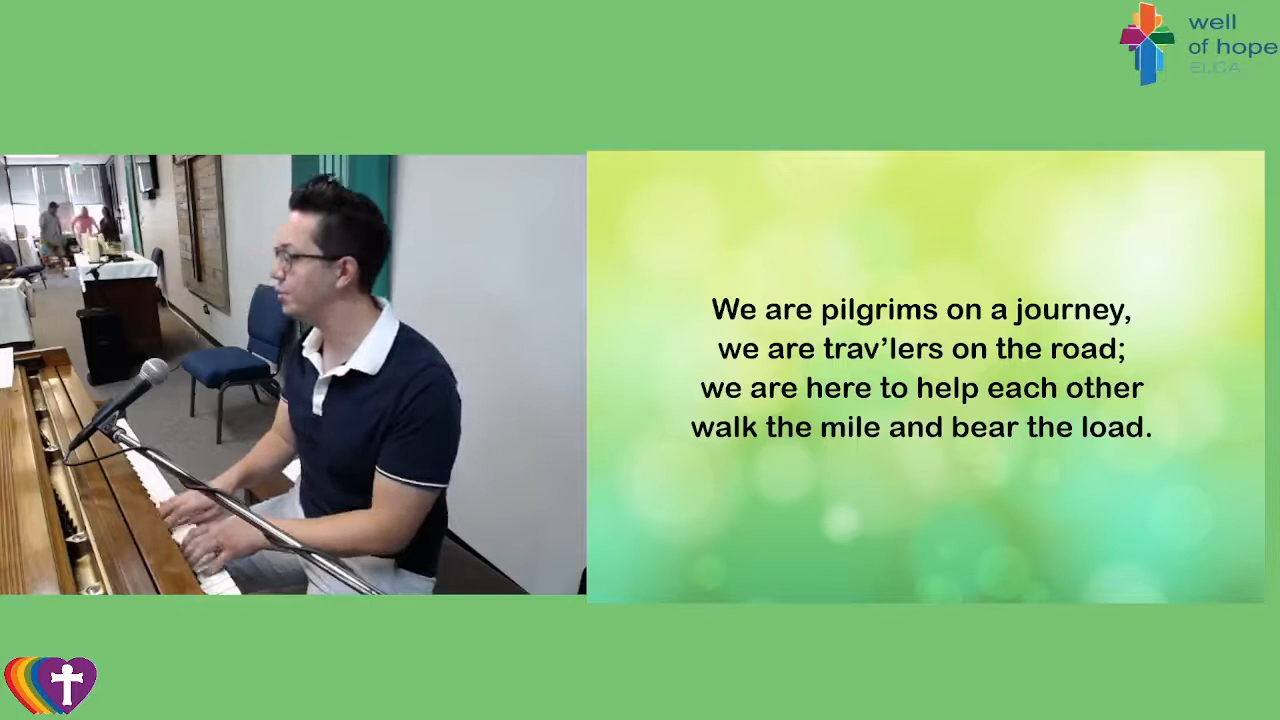 well
of hope
ELCA
We are pilgrims on a journey,
we are trav’lers on the road;
we are here to help each other
walk the mile and bear the load.